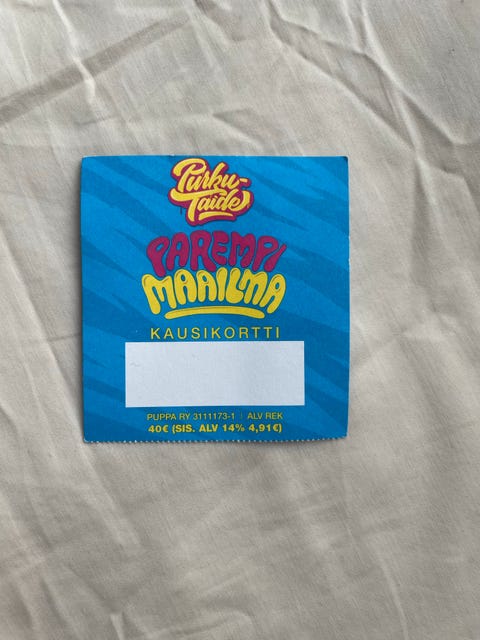 Purku-
Taide
PAREMPI
MAAILMA
KAUSIKORTTI
PUPPA RY 3111173-1 | ALV REK
40€ (SIS. ALV 14% 4,91€)